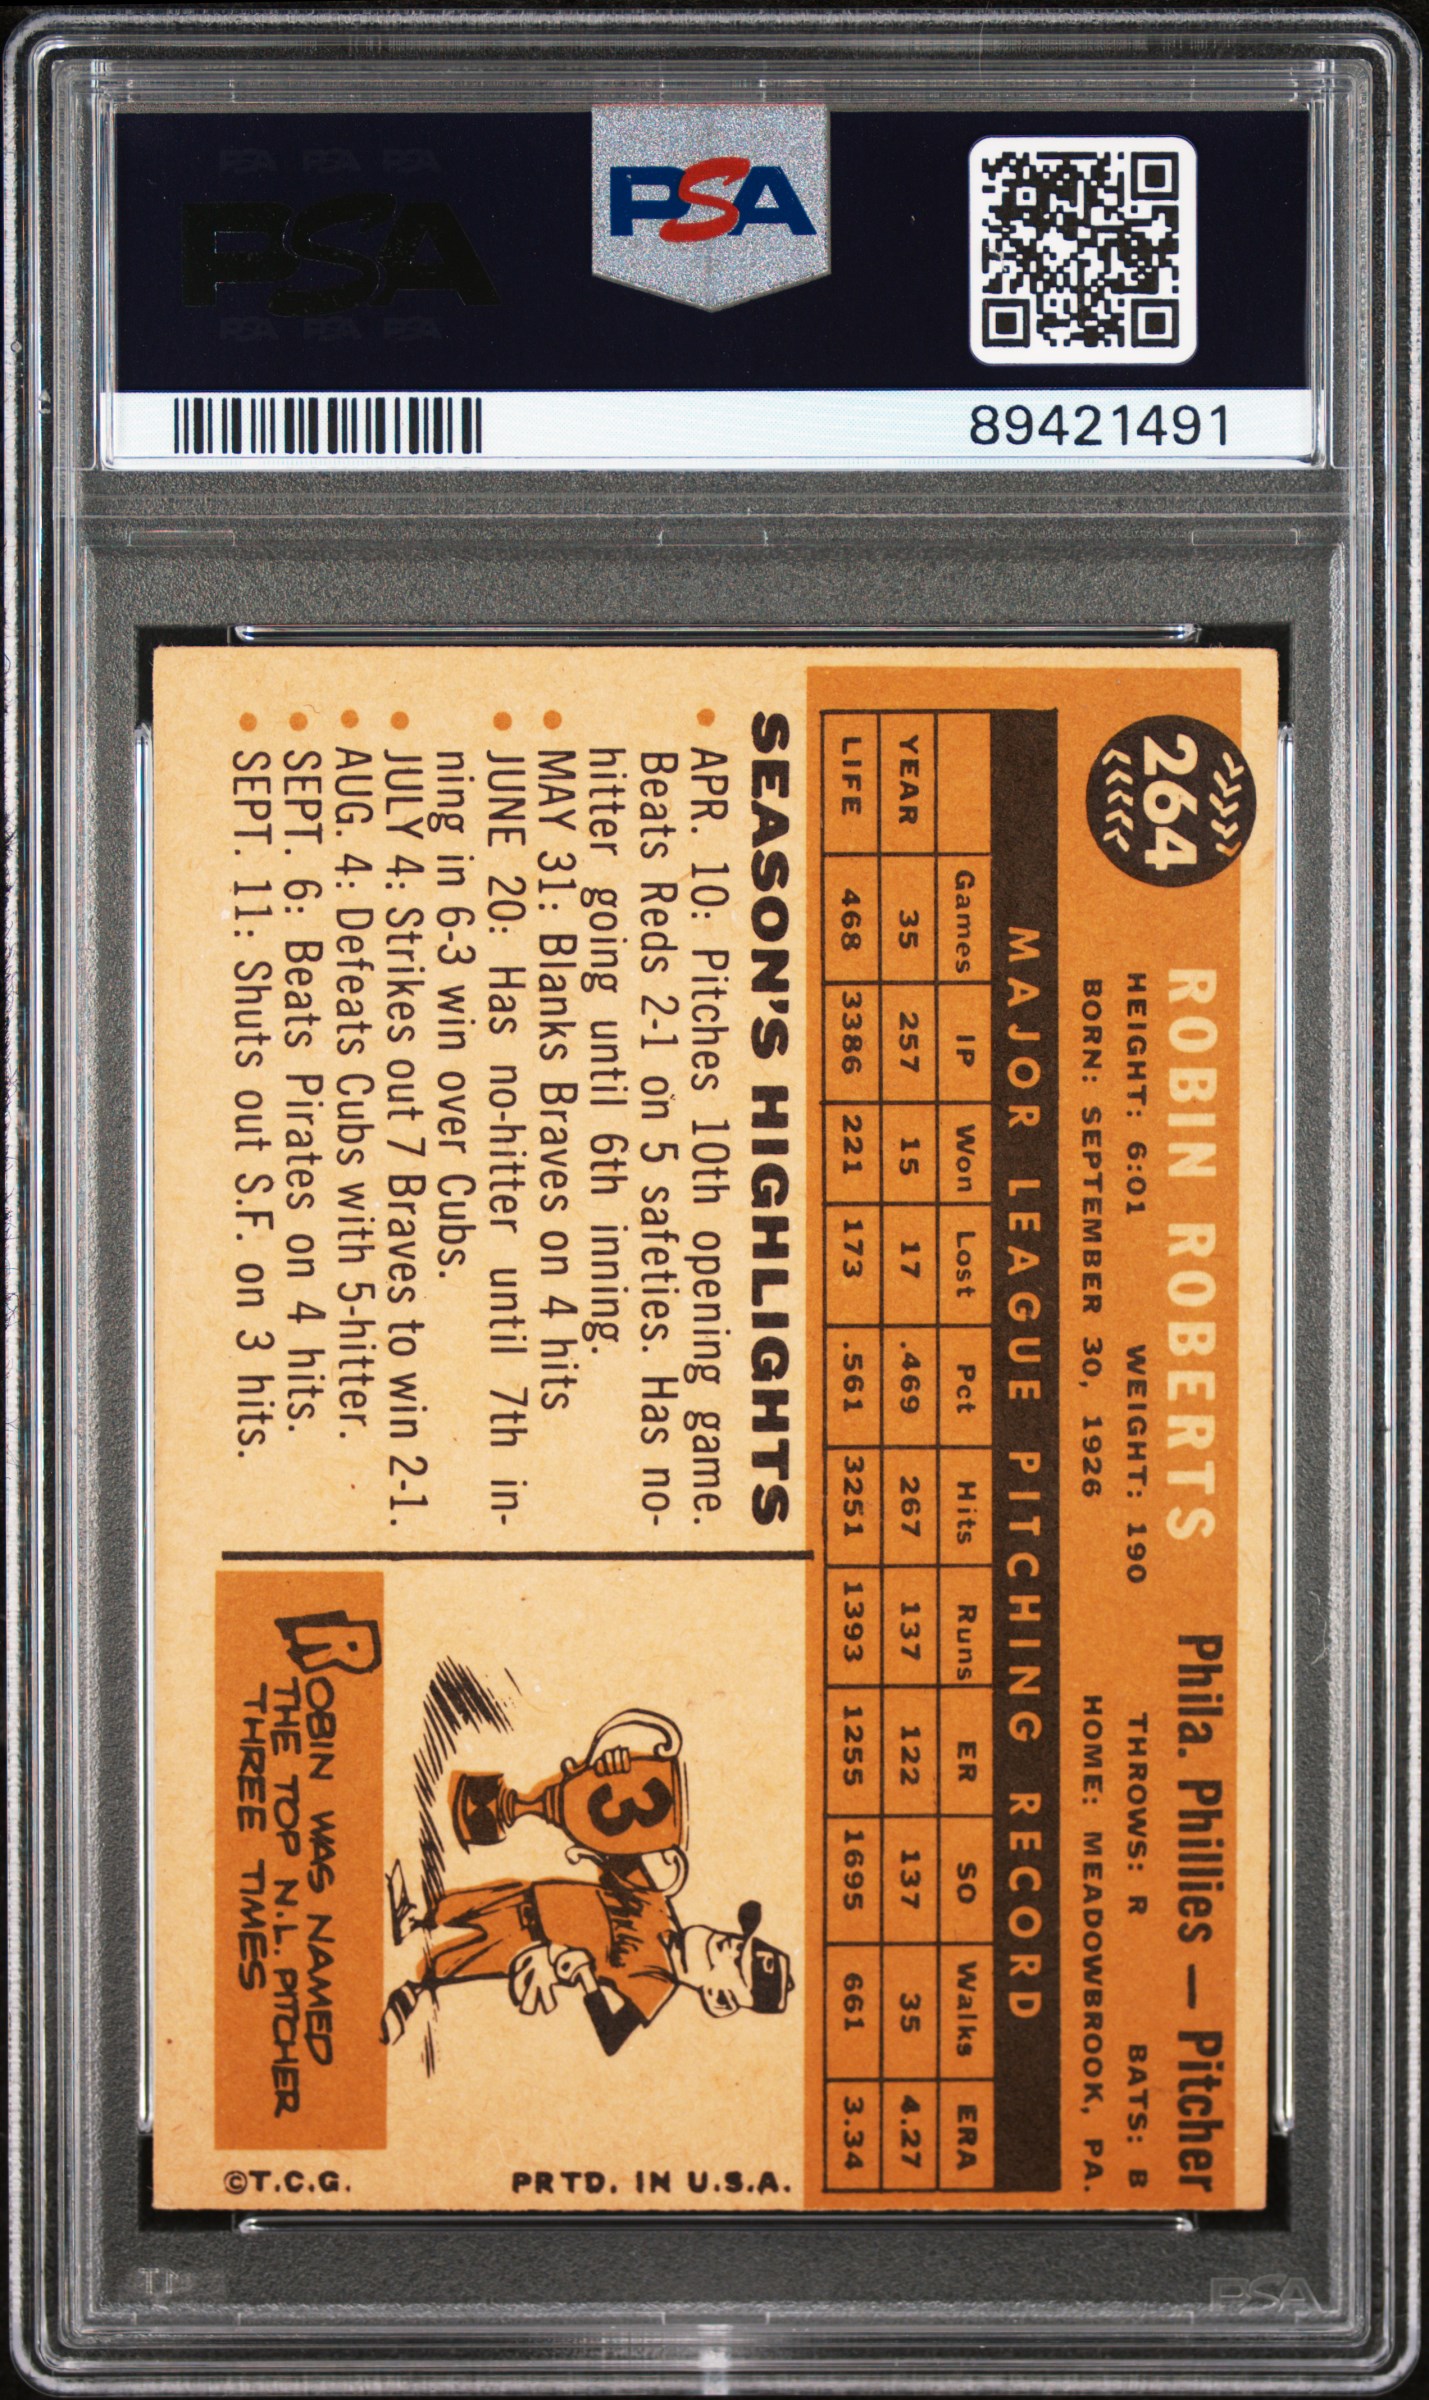 PSA PSA PSA
PSA
PSA PSA PSA
PSA
89421491
264
ROBIN ROBERTS Phila. Phillies — Pitcher
HEIGHT: 6:01 WEIGHT: 190 THROWS: R BATS: B
BORN: SEPTEMBER 30, 1926 HOME: MEADOWBROOK, PA.
MAJOR LEAGUE PITCHING RECORD
Games IP Won Lost Pct Hits Runs ER SO Walks ERA
YEAR 35 257 15 17 .469 267 137 122 137 35 4.27
LIFE 468 3386 221 173 .561 3251 1393 1255 1695 661 3.34
SEASON'S HIGHLIGHTS
• APR. 10: Pitches 10th opening game.
Beats Reds 2-1 on 5 safeties. Has no-
hitter going until 6th inning.
• MAY 31: Blanks Braves on 4 hits
• JUNE 20: Has no-hitter until 7th in-
ning in 6-3 win over Cubs.
• JULY 4: Strikes out 7 Braves to win 2-1.
• AUG. 4: Defeats Cubs with 5-hitter.
• SEPT. 6: Beats Pirates on 4 hits.
• SEPT. 11: Shuts out S.F. on 3 hits.
P
Phillies
3
ROBIN WAS NAMED
THE TOP N.L. PITCHER
THREE TIMES
PRTD. IN U.S.A.
©T.C.G.
PSA